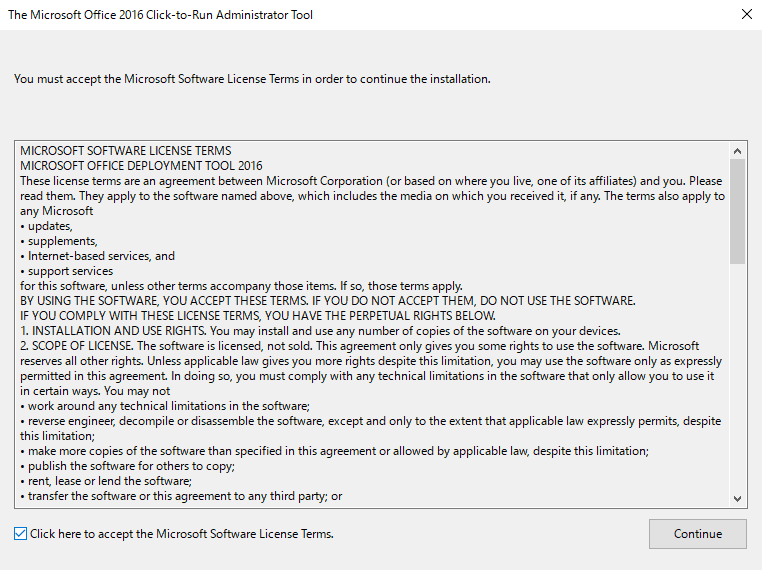 The Microsoft Office 2016 Click-to-Run Administrator Tool
You must accept the Microsoft Software License Terms in order to continue the installation.
MICROSOFT SOFTWARE LICENSE TERMS
MICROSOFT OFFICE DEPLOYMENT TOOL 2016
These license terms are an agreement between Microsoft Corporation (or based on where you live, one of its affiliates) and you. Please
read them. They apply to the software named above, which includes the media on which you received it, if any. The terms also apply to
any Microsoft
• updates,
• supplements,
• Internet-based services, and
• support services
for this software, unless other terms accompany those items. If so, those terms apply.
BY USING THE SOFTWARE, YOU ACCEPT THESE TERMS. IF YOU DO NOT ACCEPT THEM, DO NOT USE THE SOFTWARE.
IF YOU COMPLY WITH THESE LICENSE TERMS, YOU HAVE THE PERPETUAL RIGHTS BELOW.
1. INSTALLATION AND USE RIGHTS. You may install and use any number of copies of the software on your devices.
2. SCOPE OF LICENSE. The software is licensed, not sold. This agreement only gives you some rights to use the software. Microsoft
reserves all other rights. Unless applicable law gives you more rights despite this limitation, you may use the software only as expressly
permitted in this agreement. In doing so, you must comply with any technical limitations in the software that only allow you to use it
in certain ways. You may not
• work around any technical limitations in the software;
• reverse engineer, decompile or disassemble the software, except and only to the extent that applicable law expressly permits, despite
this limitation;
• make more copies of the software than specified in this agreement or allowed by applicable law, despite this limitation;
• publish the software for others to copy;
• rent, lease or lend the software;
• transfer the software or this agreement to any third party; or
Click here to accept the Microsoft Software License Terms.
Continue